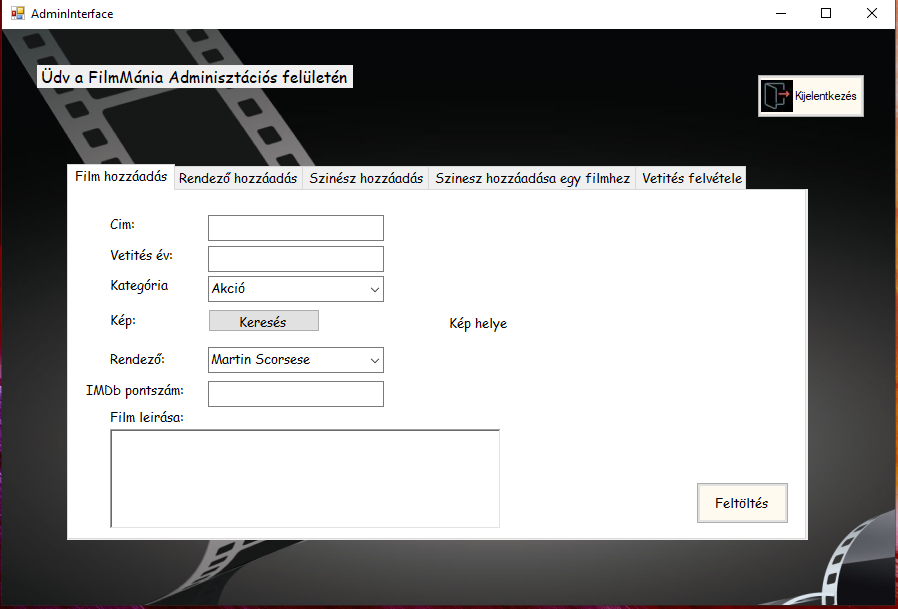 AdminInterface
Üdv a FilmMánia Adminisztációs felületén
Kijelentkezés
Film hozzáadás Rendező hozzáadás Szinész hozzáadás Szinesz hozzáadása egy filmhez Vetités felvétele
Cim:
Vetités év:
Kategória Akció
Kép: Keresés Kép helye
Rendező: Martin Scorsese
IMDb pontszám:
Film leirása:
Feltöltés